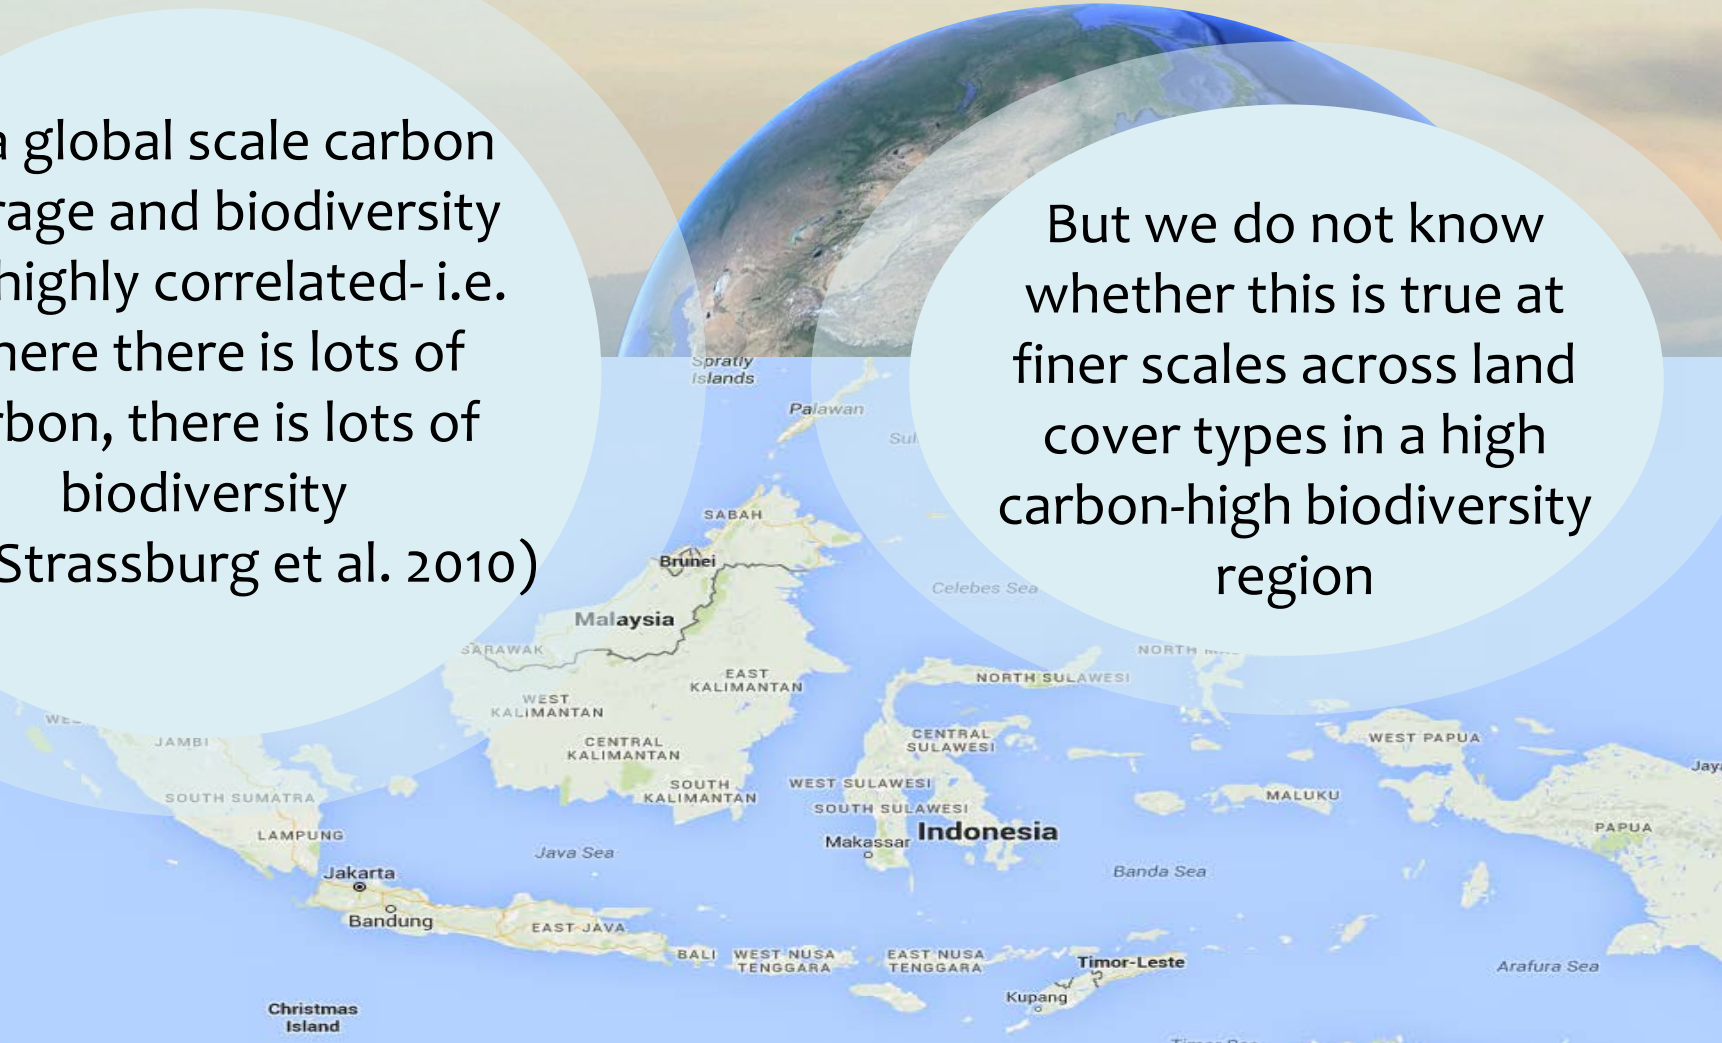 a global scale carbon
rage and biodiversity
highly correlated- i.e.
here there is lots of
bon, there is lots of
biodiversity
Strassburg et al. 2010)
But we do not know
whether this is true at
finer scales across land
cover types in a high
carbon-high biodiversity
region
Spratly
Islands
Palawan
Sul
SABAH
Brunei
Celebes Sea
Malaysia
SARAWAK
NORTH
EAST
KALIMANTAN
NORTH SULAWESI
WEST
KALIMANTAN
WE
JAMBI
CENTRAL
KALIMANTAN
CENTRAL
SULAWESI
WEST PAPUA
Jay
SOUTH
KALIMANTAN
WEST SULAWESI
SOUTH SUMATRA
SOUTH SULAWESI
MALUKU
LAMPUNG
Makassar
Indonesia
PAPUA
Java Sea
Jakarta
Banda Sea
Bandung
EAST JAVA
BALI
WEST NUSA
TENGGARA
EAST NUSA
TENGGARA
Timor-Leste
Arafura Sea
Kupang
Christmas
Island